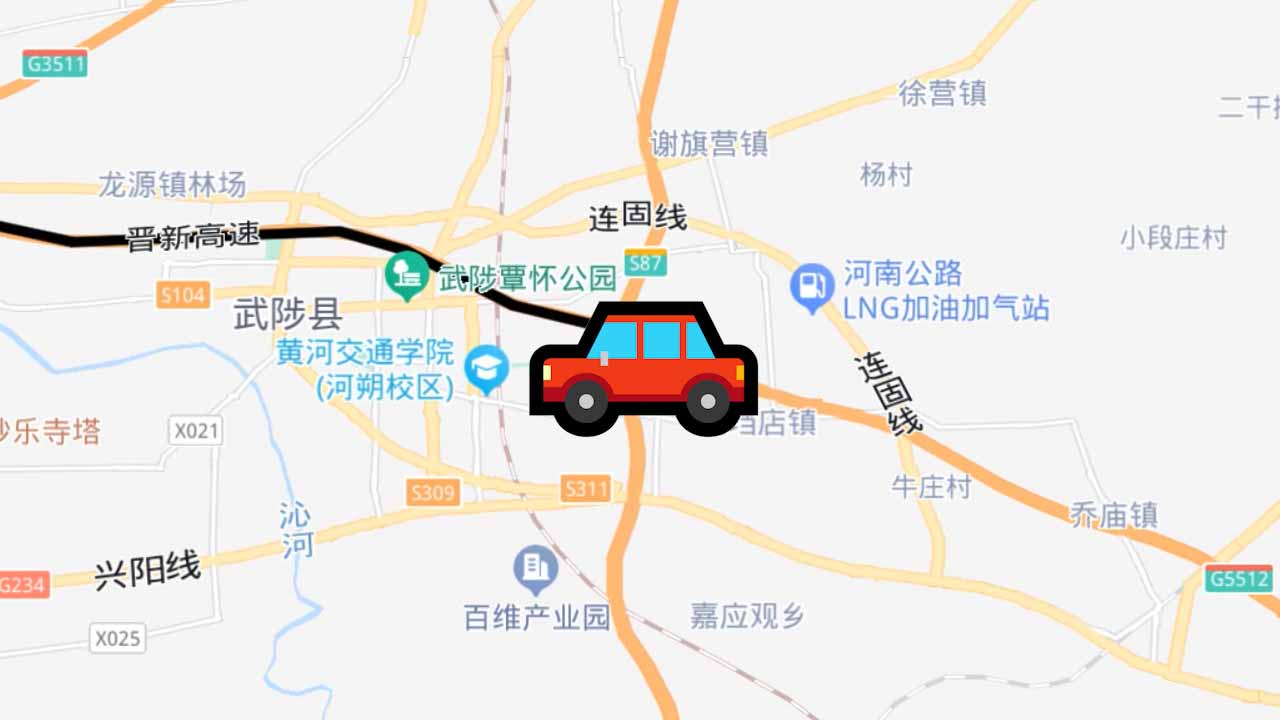 G3511
徐营镇
谢旗营镇
杨村
龙源镇林场
连固线
晋新高速
小段庄村
S87
武陟覃怀公园
河南公路
LNG加油加气站
S104
武陟县
黄河交通学院
(河朔校区)
连固线
乐寺塔
X021
店镇
牛庄村
S309
S311
乔庙镇
沁河
兴阳线
G234
G5512
百维产业园
嘉应观乡
X025